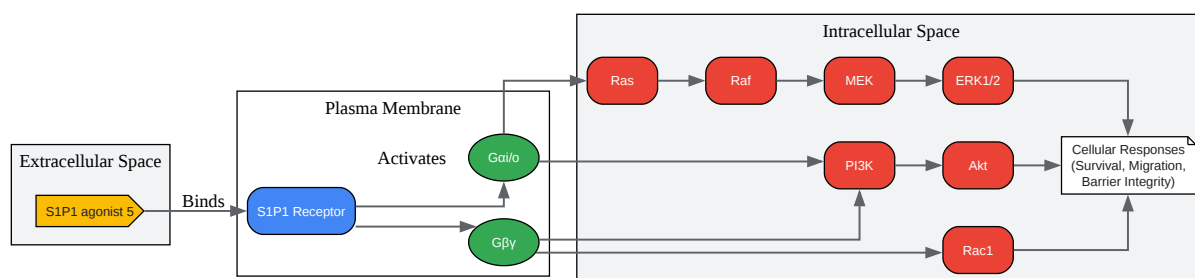 Extracellular Space
S1P1 agonist 5
Binds
Plasma Membrane
S1P1 Receptor
Activates
Gαi/o
Gβγ
Intracellular Space
Ras
Raf
MEK
ERK1/2
PI3K
Akt
Rac1
Cellular Responses
(Survival, Migration,
Barrier Integrity)